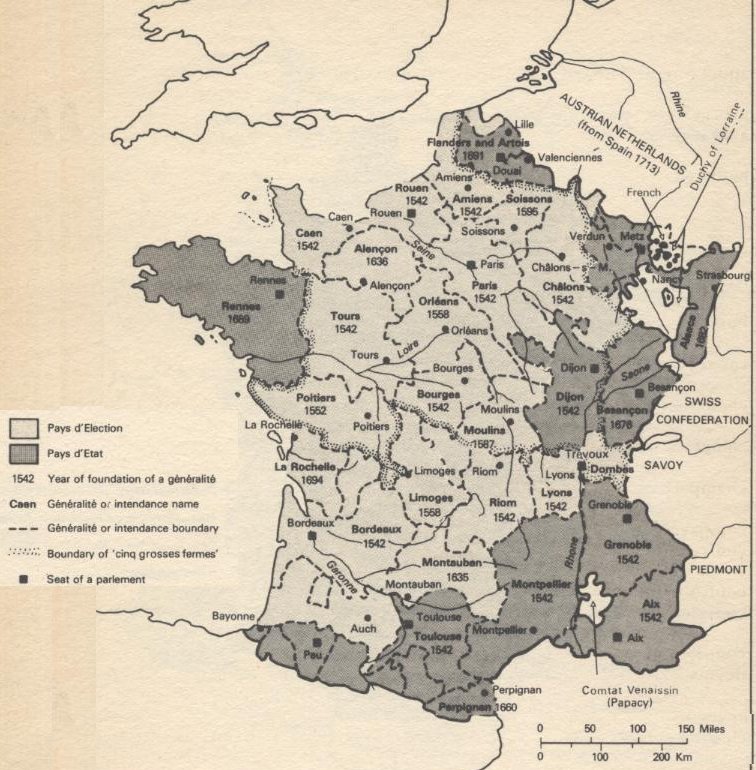 Rhine
AUSTRIAN NETHERLANDS
(from Spain 1713)
Duchy of Lorraine
Lille
Flanders and Artois
1691
Valenciennes
Douai
French
Amiens
Amiens
1542
Rouen
1542
Rouen
Soissons
1595
Soissons
Caen
Caen
1542
Seine
Verdun
Metz
M.
Châlons
Châlons
1542
Nancy
Strasbourg
Alsace
1682
Alençon
1636
Alençon
Paris
Paris
1542
Rennes
Rennes
1689
Orléans
1558
Orléans
Tours
1542
Tours
Loire
Dijon
Dijon
1542
Saone
Besançon
Besançon
1676
SWISS
CONFEDERATION
Bourges
Bourges
1542
Poitiers
1552
Poitiers
Moulins
Moulins
1587
La Rochelle
La Rochelle
1694
Trevoux
Dombes
SAVOY
Limoges
Limoges
1558
Riom
Riom
1542
Lyons
Lyons
1542
Grenoble
Grenoble
1542
Bordeaux
Bordeaux
1542
Rhone
Garonne
Montauban
1635
Montauban
Montpellier
1542
Montpellier
PIEDMONT
Aix
1542
Aix
Bayonne
Auch
Toulouse
Toulouse
1542
Pau
Perpignan
Perpignan 1660
Comtat Venaissin
(Papacy)
Pays d'Election
Pays d'Etat
1542 Year of foundation of a généralité
Caen Généralité or intendance name
Généralité or intendance boundary
Boundary of 'cinq grosses fermes'
Seat of a parlement
0 50 100 150 Miles
0 100 200 Km